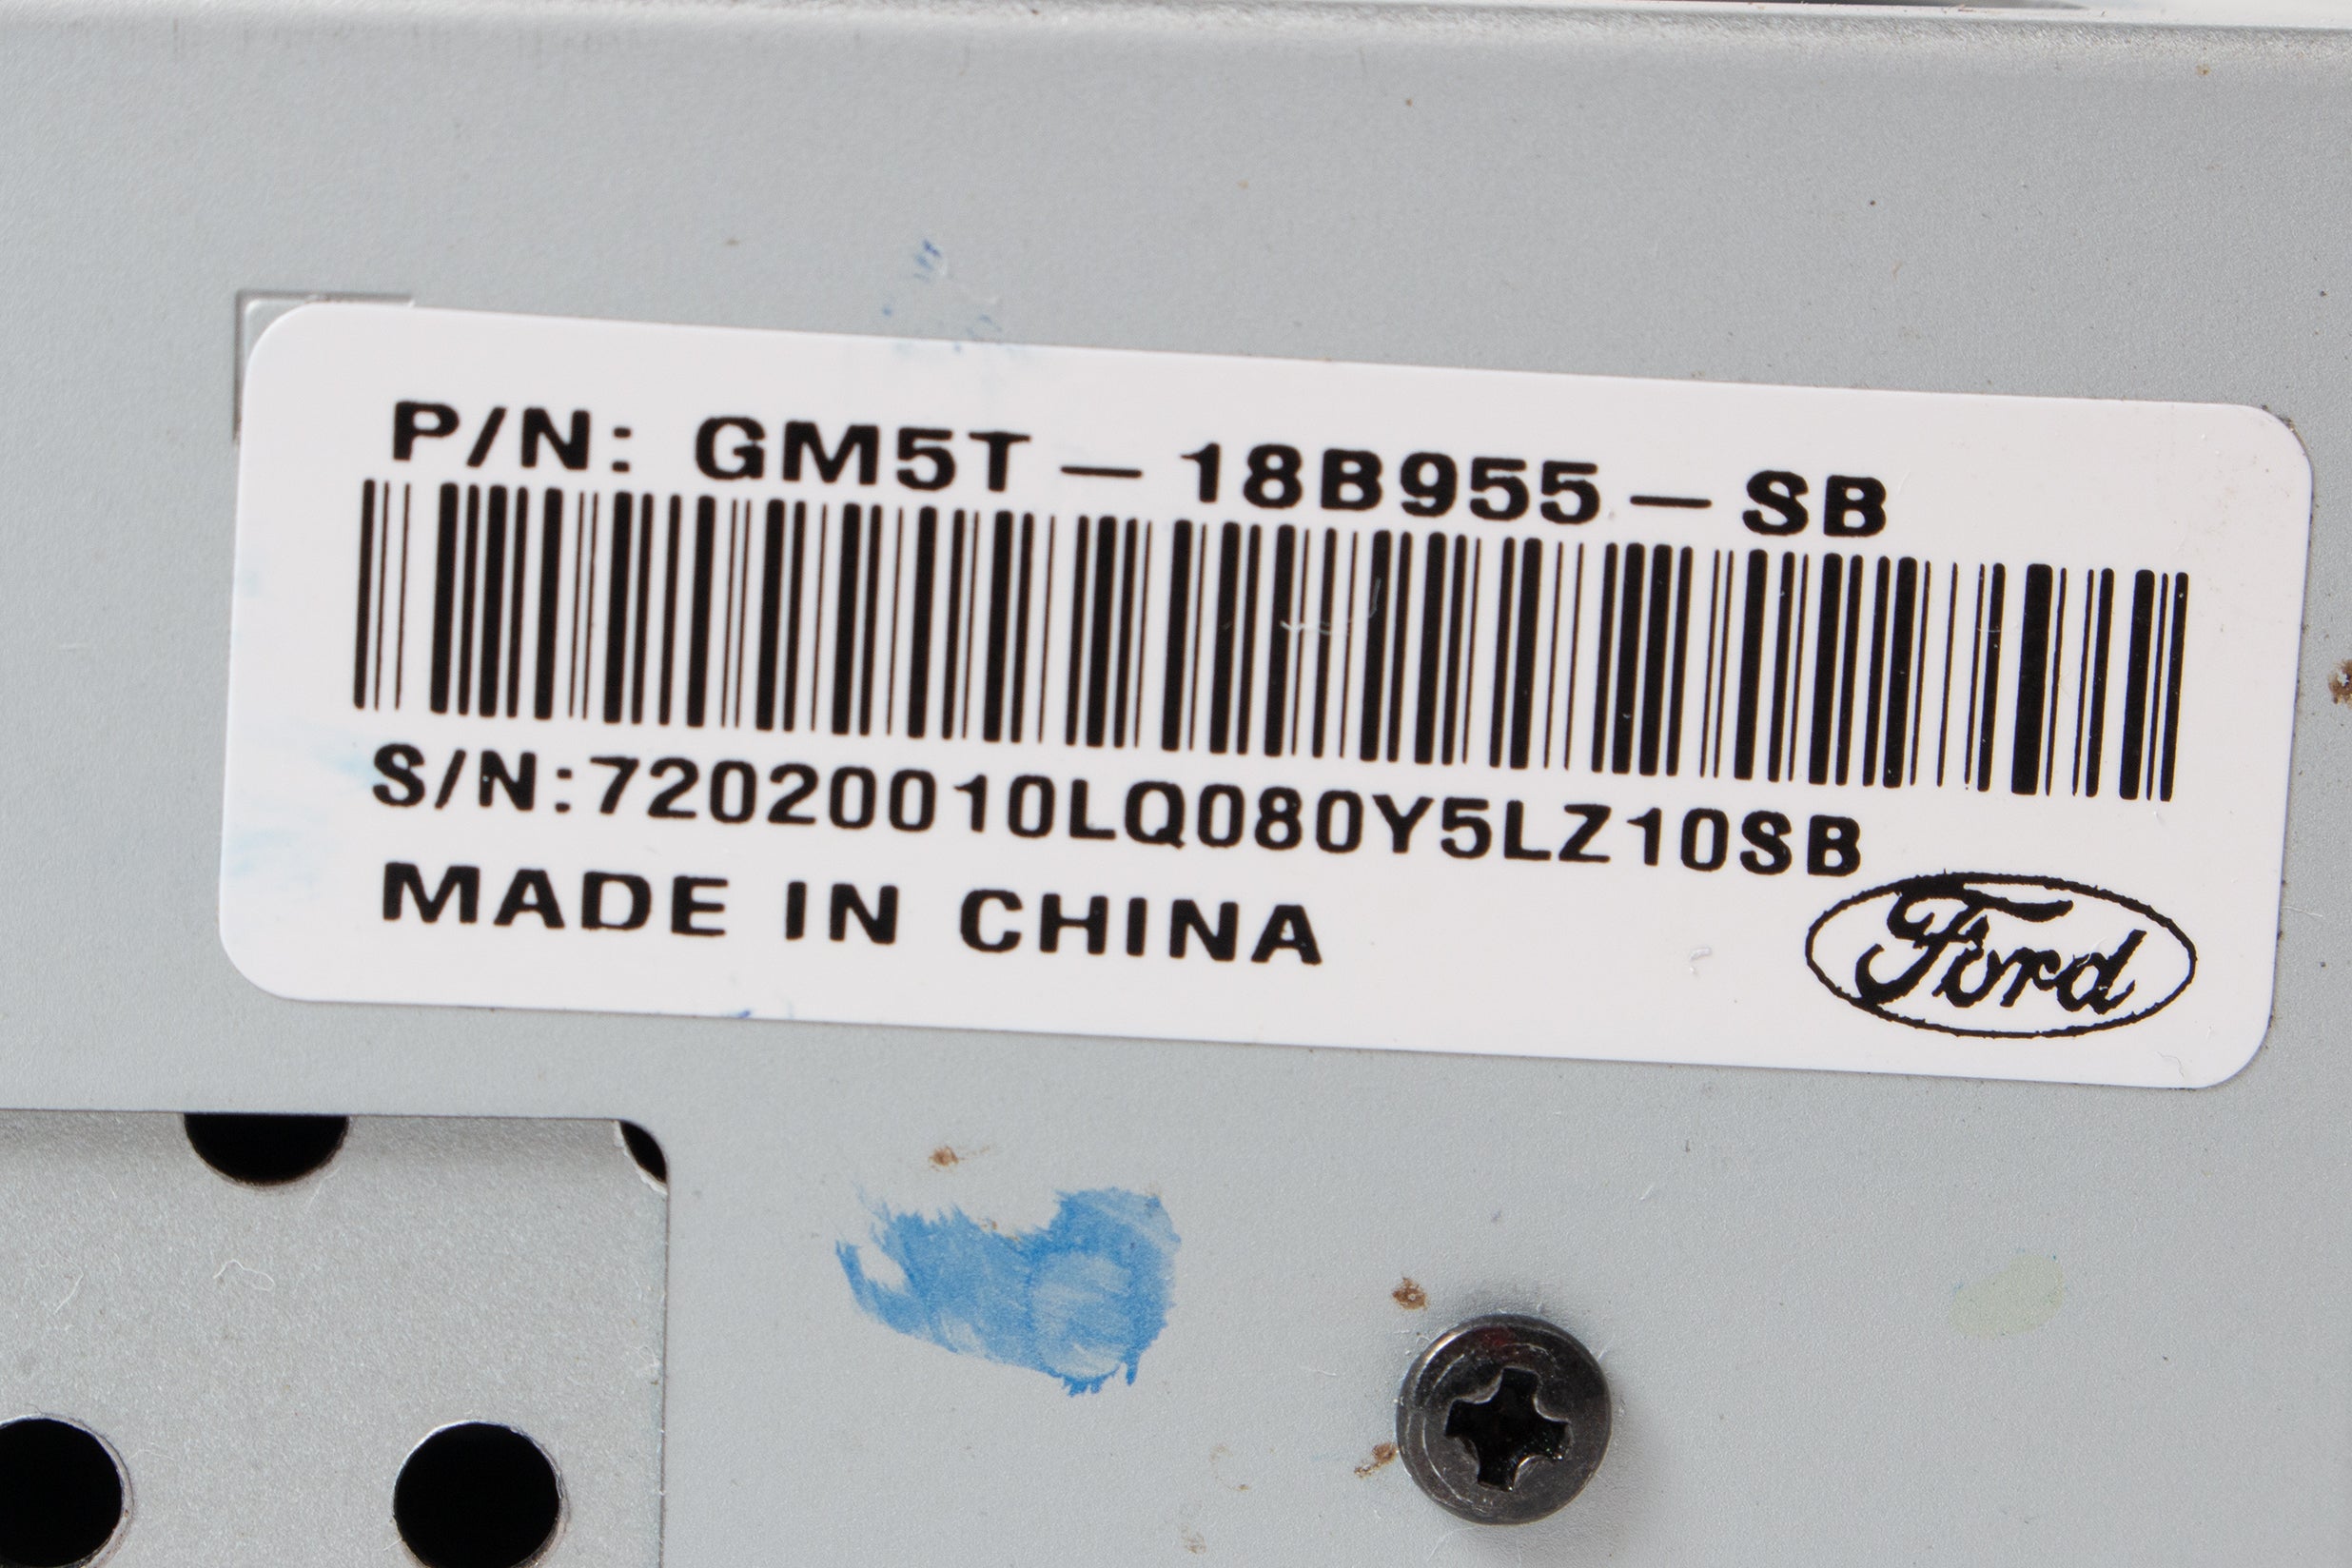 P/N: GM5T-18B955-SB
S/N:72020010LQ080Y5LZ10SB
MADE IN CHINA
Ford